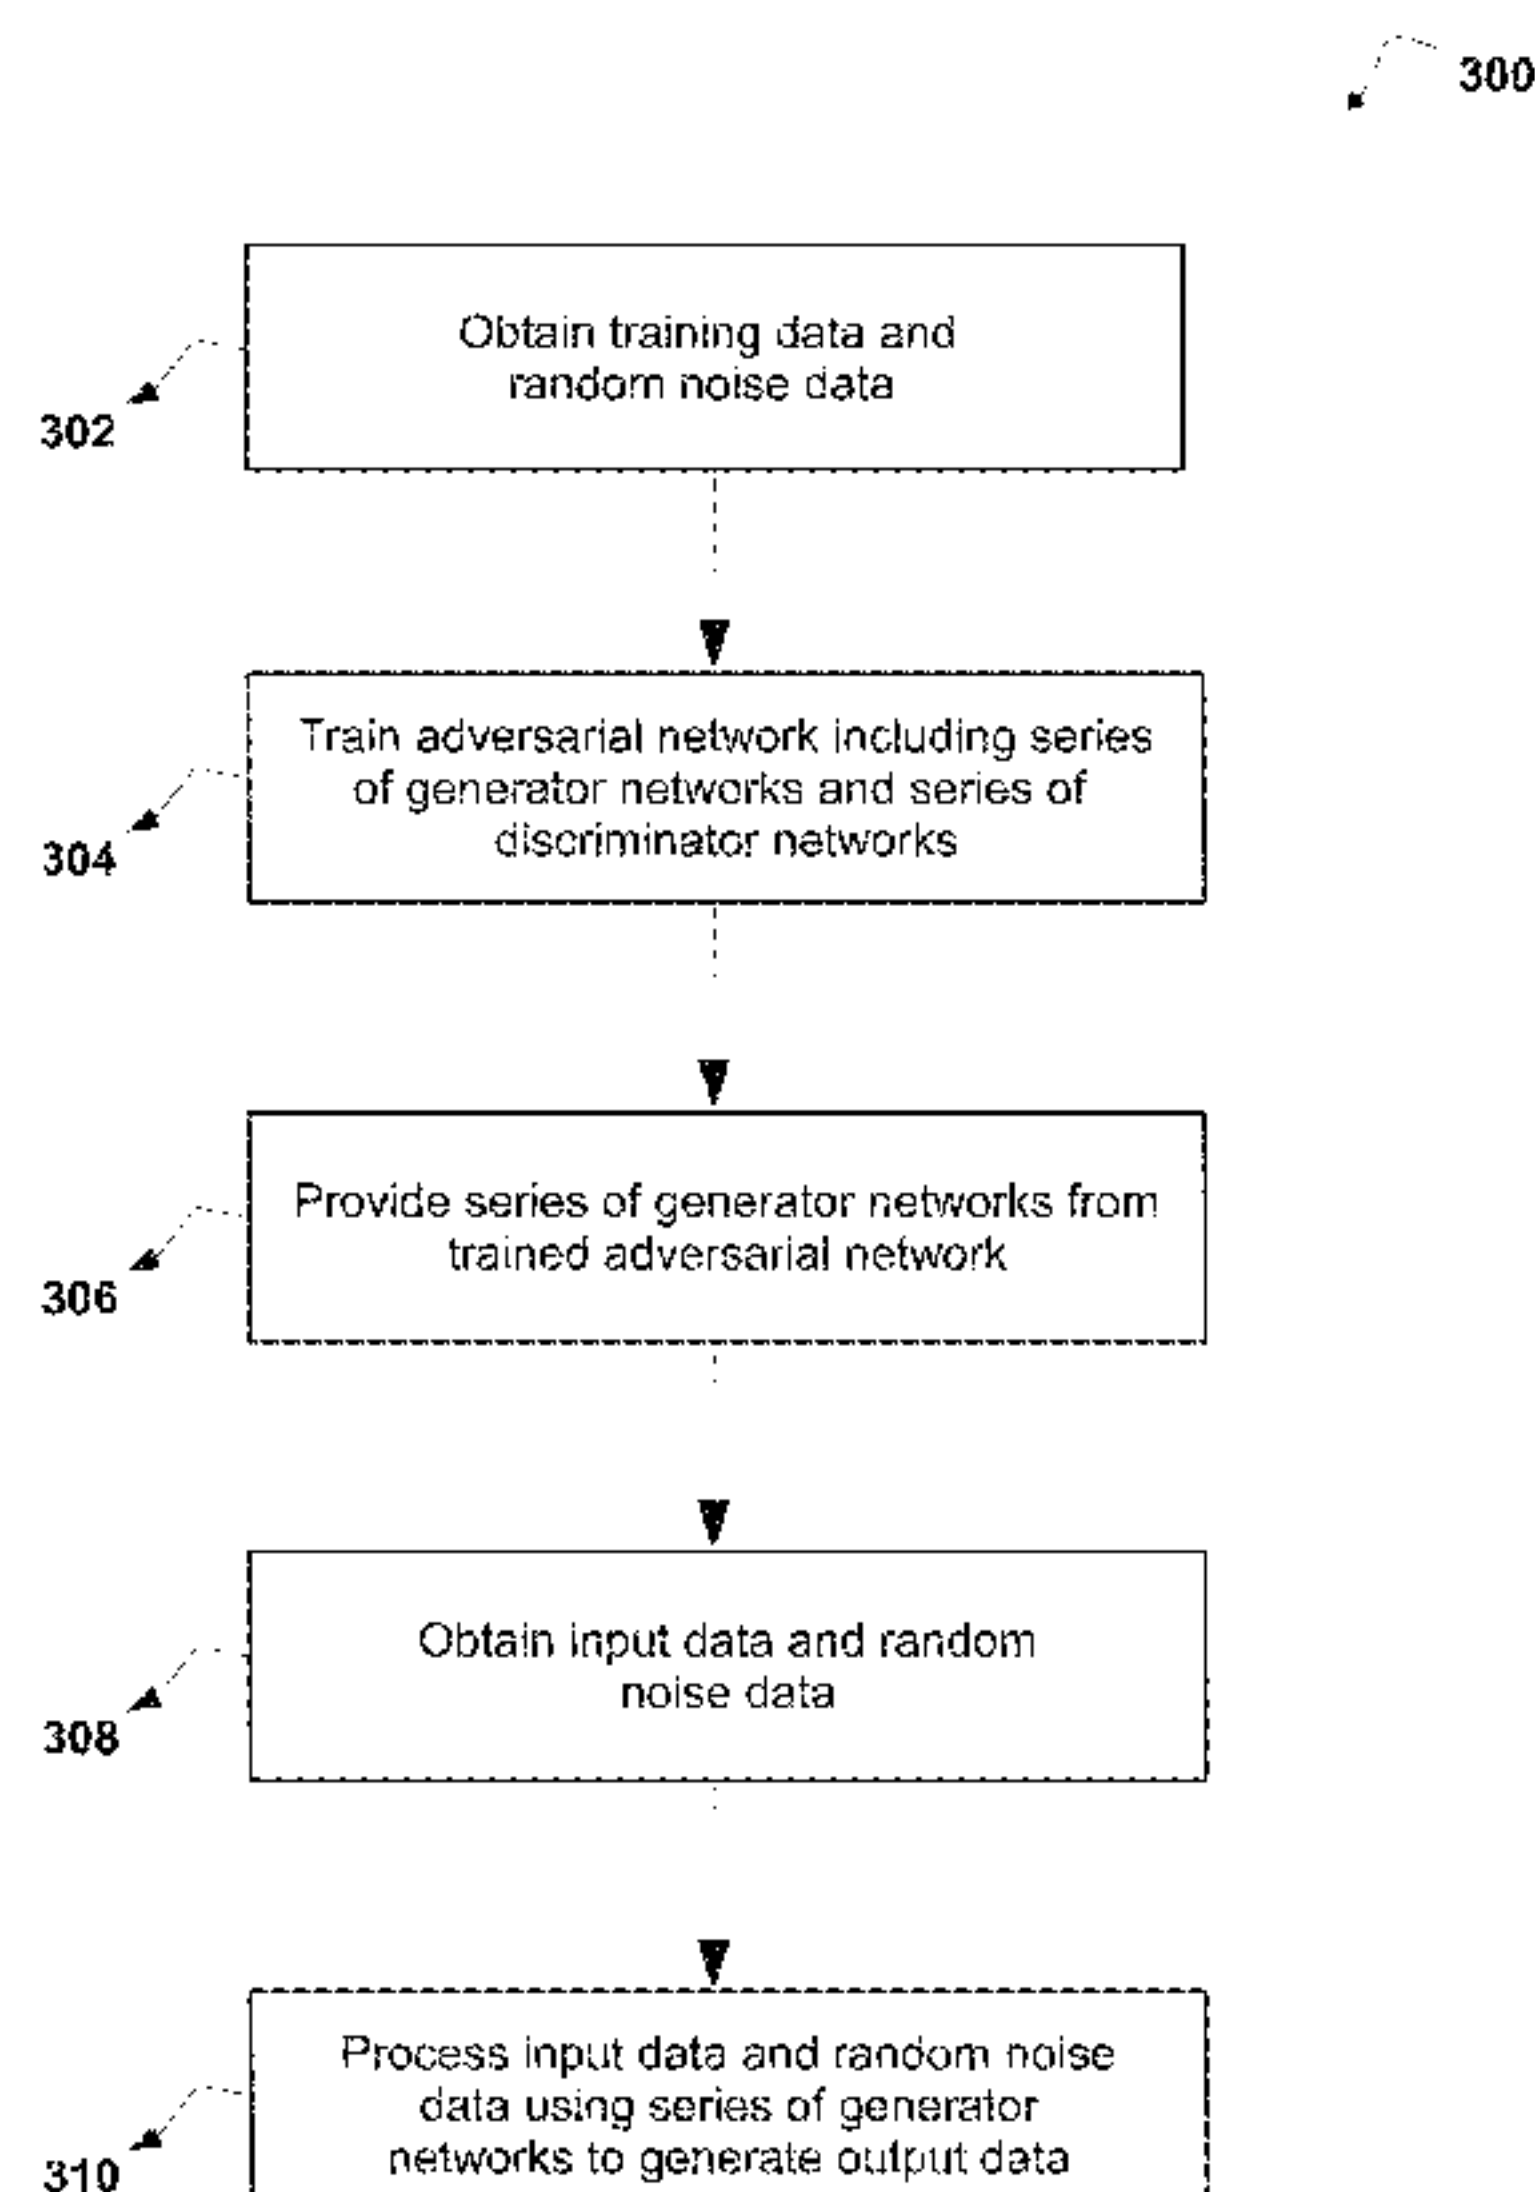 300
Obtain training data and
random noise data
302
Train adversarial network including series
of generator networks and series of
discriminator networks
304
Provide series of generator networks from
trained adversarial network
306
Obtain input data and random
noise data
308
Process input data and random noise
data using series of generator
networks to generate output data
310